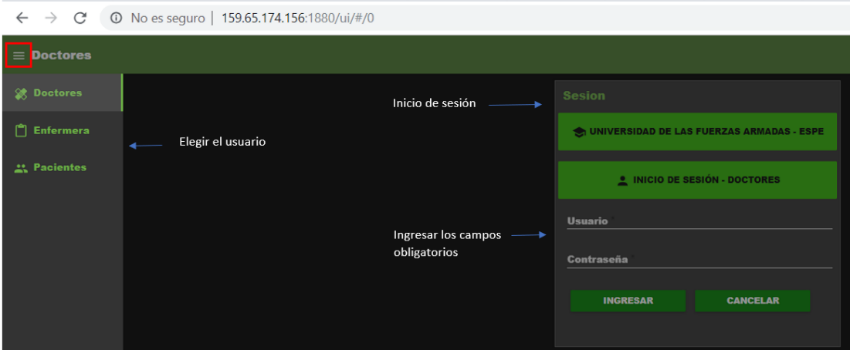 No es seguro | 159.65.174.156:1880/ui/#/0
Doctores
Doctores
Enfermera
Pacientes
Elegir el usuario
Inicio de sesión
Ingresar los campos
obligatorios
Sesion
UNIVERSIDAD DE LAS FUERZAS ARMADAS - ESPE
INICIO DE SESIÓN - DOCTORES
Usuario *
Contraseña *
INGRESAR CANCELAR